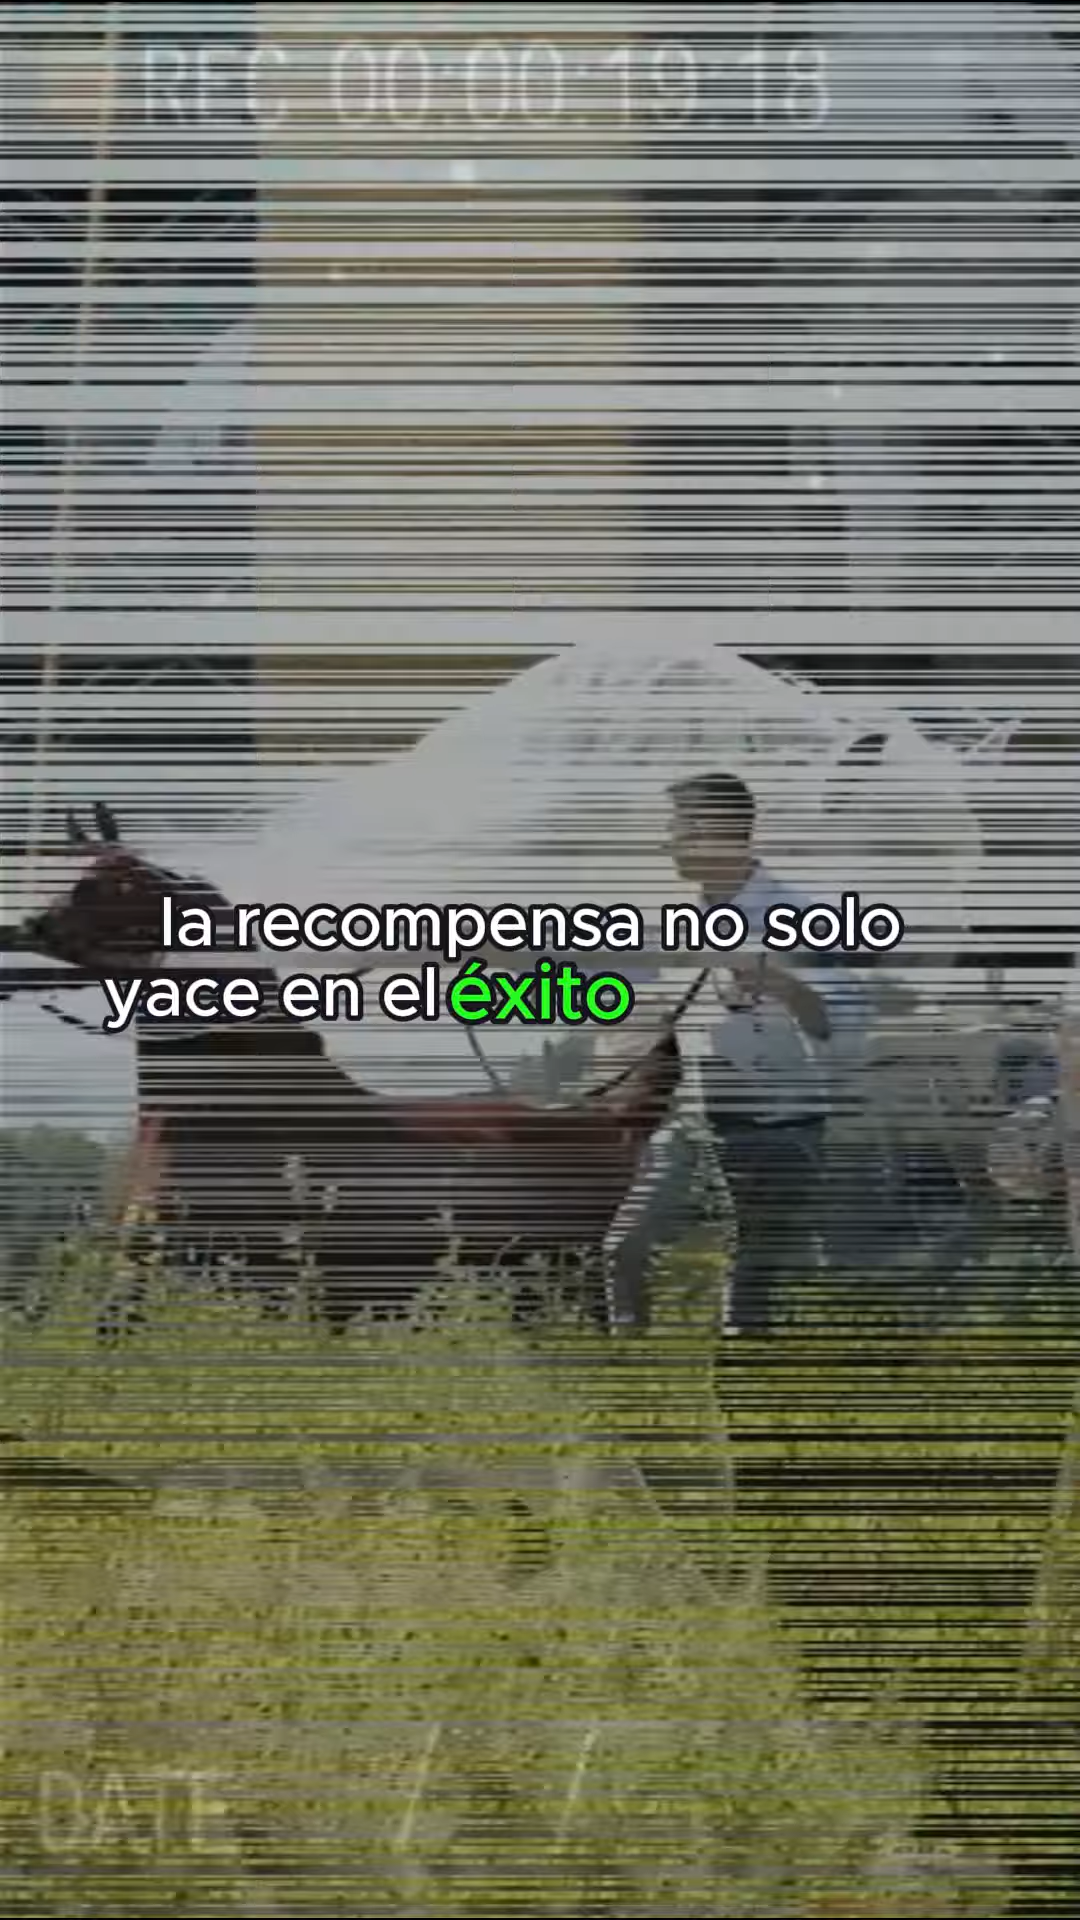 REC 00:00:19:18
la recompensa no solo
yace en el éxito
DATE / /